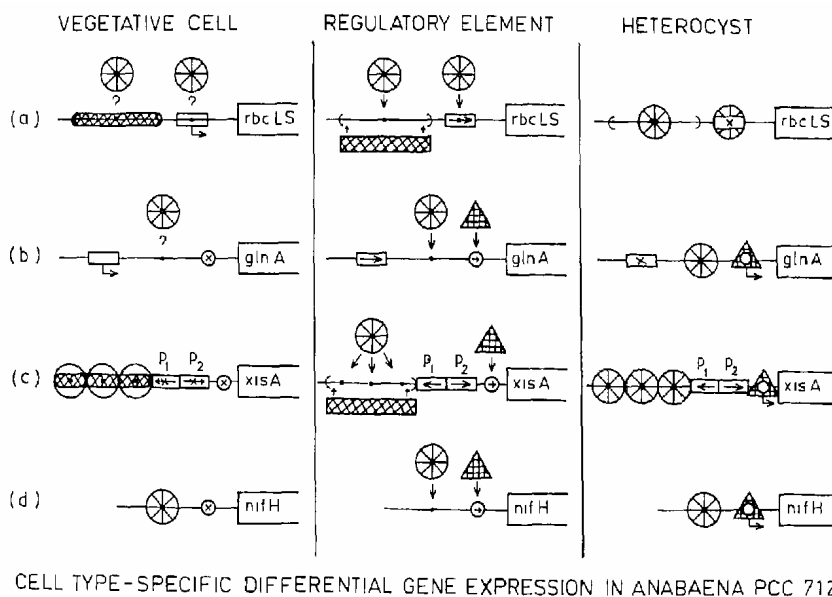 VEGETATIVE CELL REGULATORY ELEMENT HETEROCYST
? ?
(a) rbcLS rbcLS rbcLS
?
(b) glnA glnA glnA
P1 P2 P1 P2 P1 P2
(c) xisA xisA xisA
(d) nifH nifH nifH
CELL TYPE-SPECIFIC DIFFERENTIAL GENE EXPRESSION IN ANABAENA PCC 712